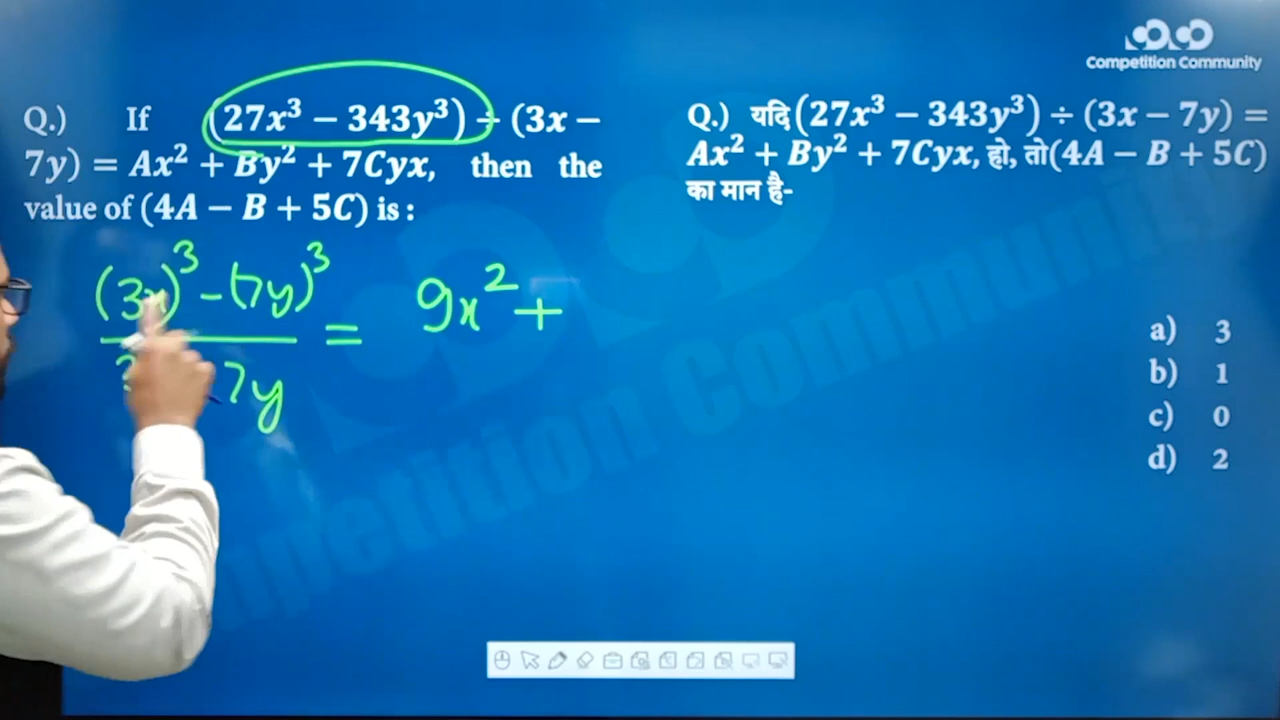 Competition Community
Q.) If (27x³ − 343y³) ÷ (3x −
7y) = Ax² + By² + 7Cyx, then the
value of (4A − B + 5C) is :
Q.) यदि (27x³ − 343y³) ÷ (3x − 7y) =
Ax² + By² + 7Cyx, हो, तो(4A − B + 5C)
का मान है-
(3x)³ - (7y)³ = 9x² +
7y
a) 3
b) 1
c) 0
d) 2